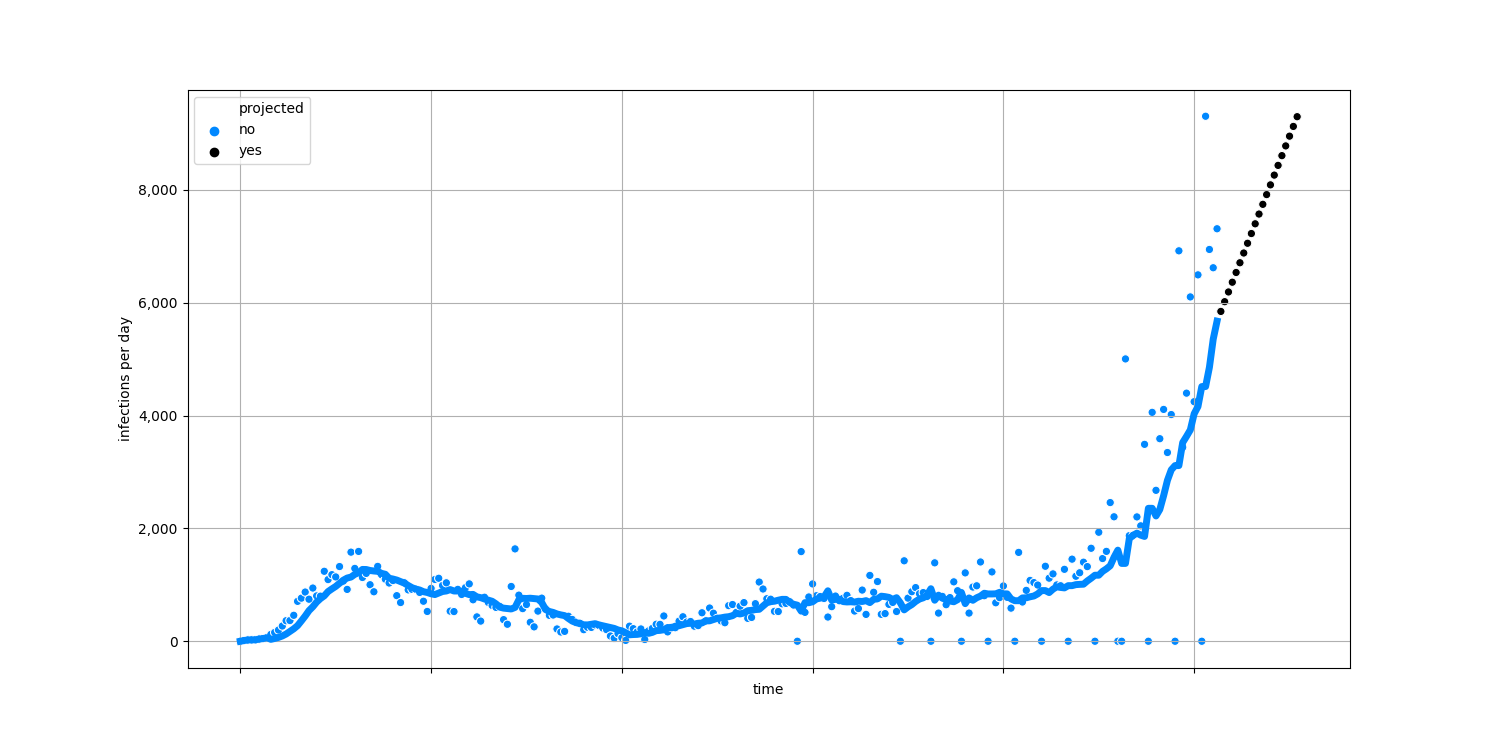 projected
no
yes
8,000
6,000
4,000
2,000
0
infections per day
time